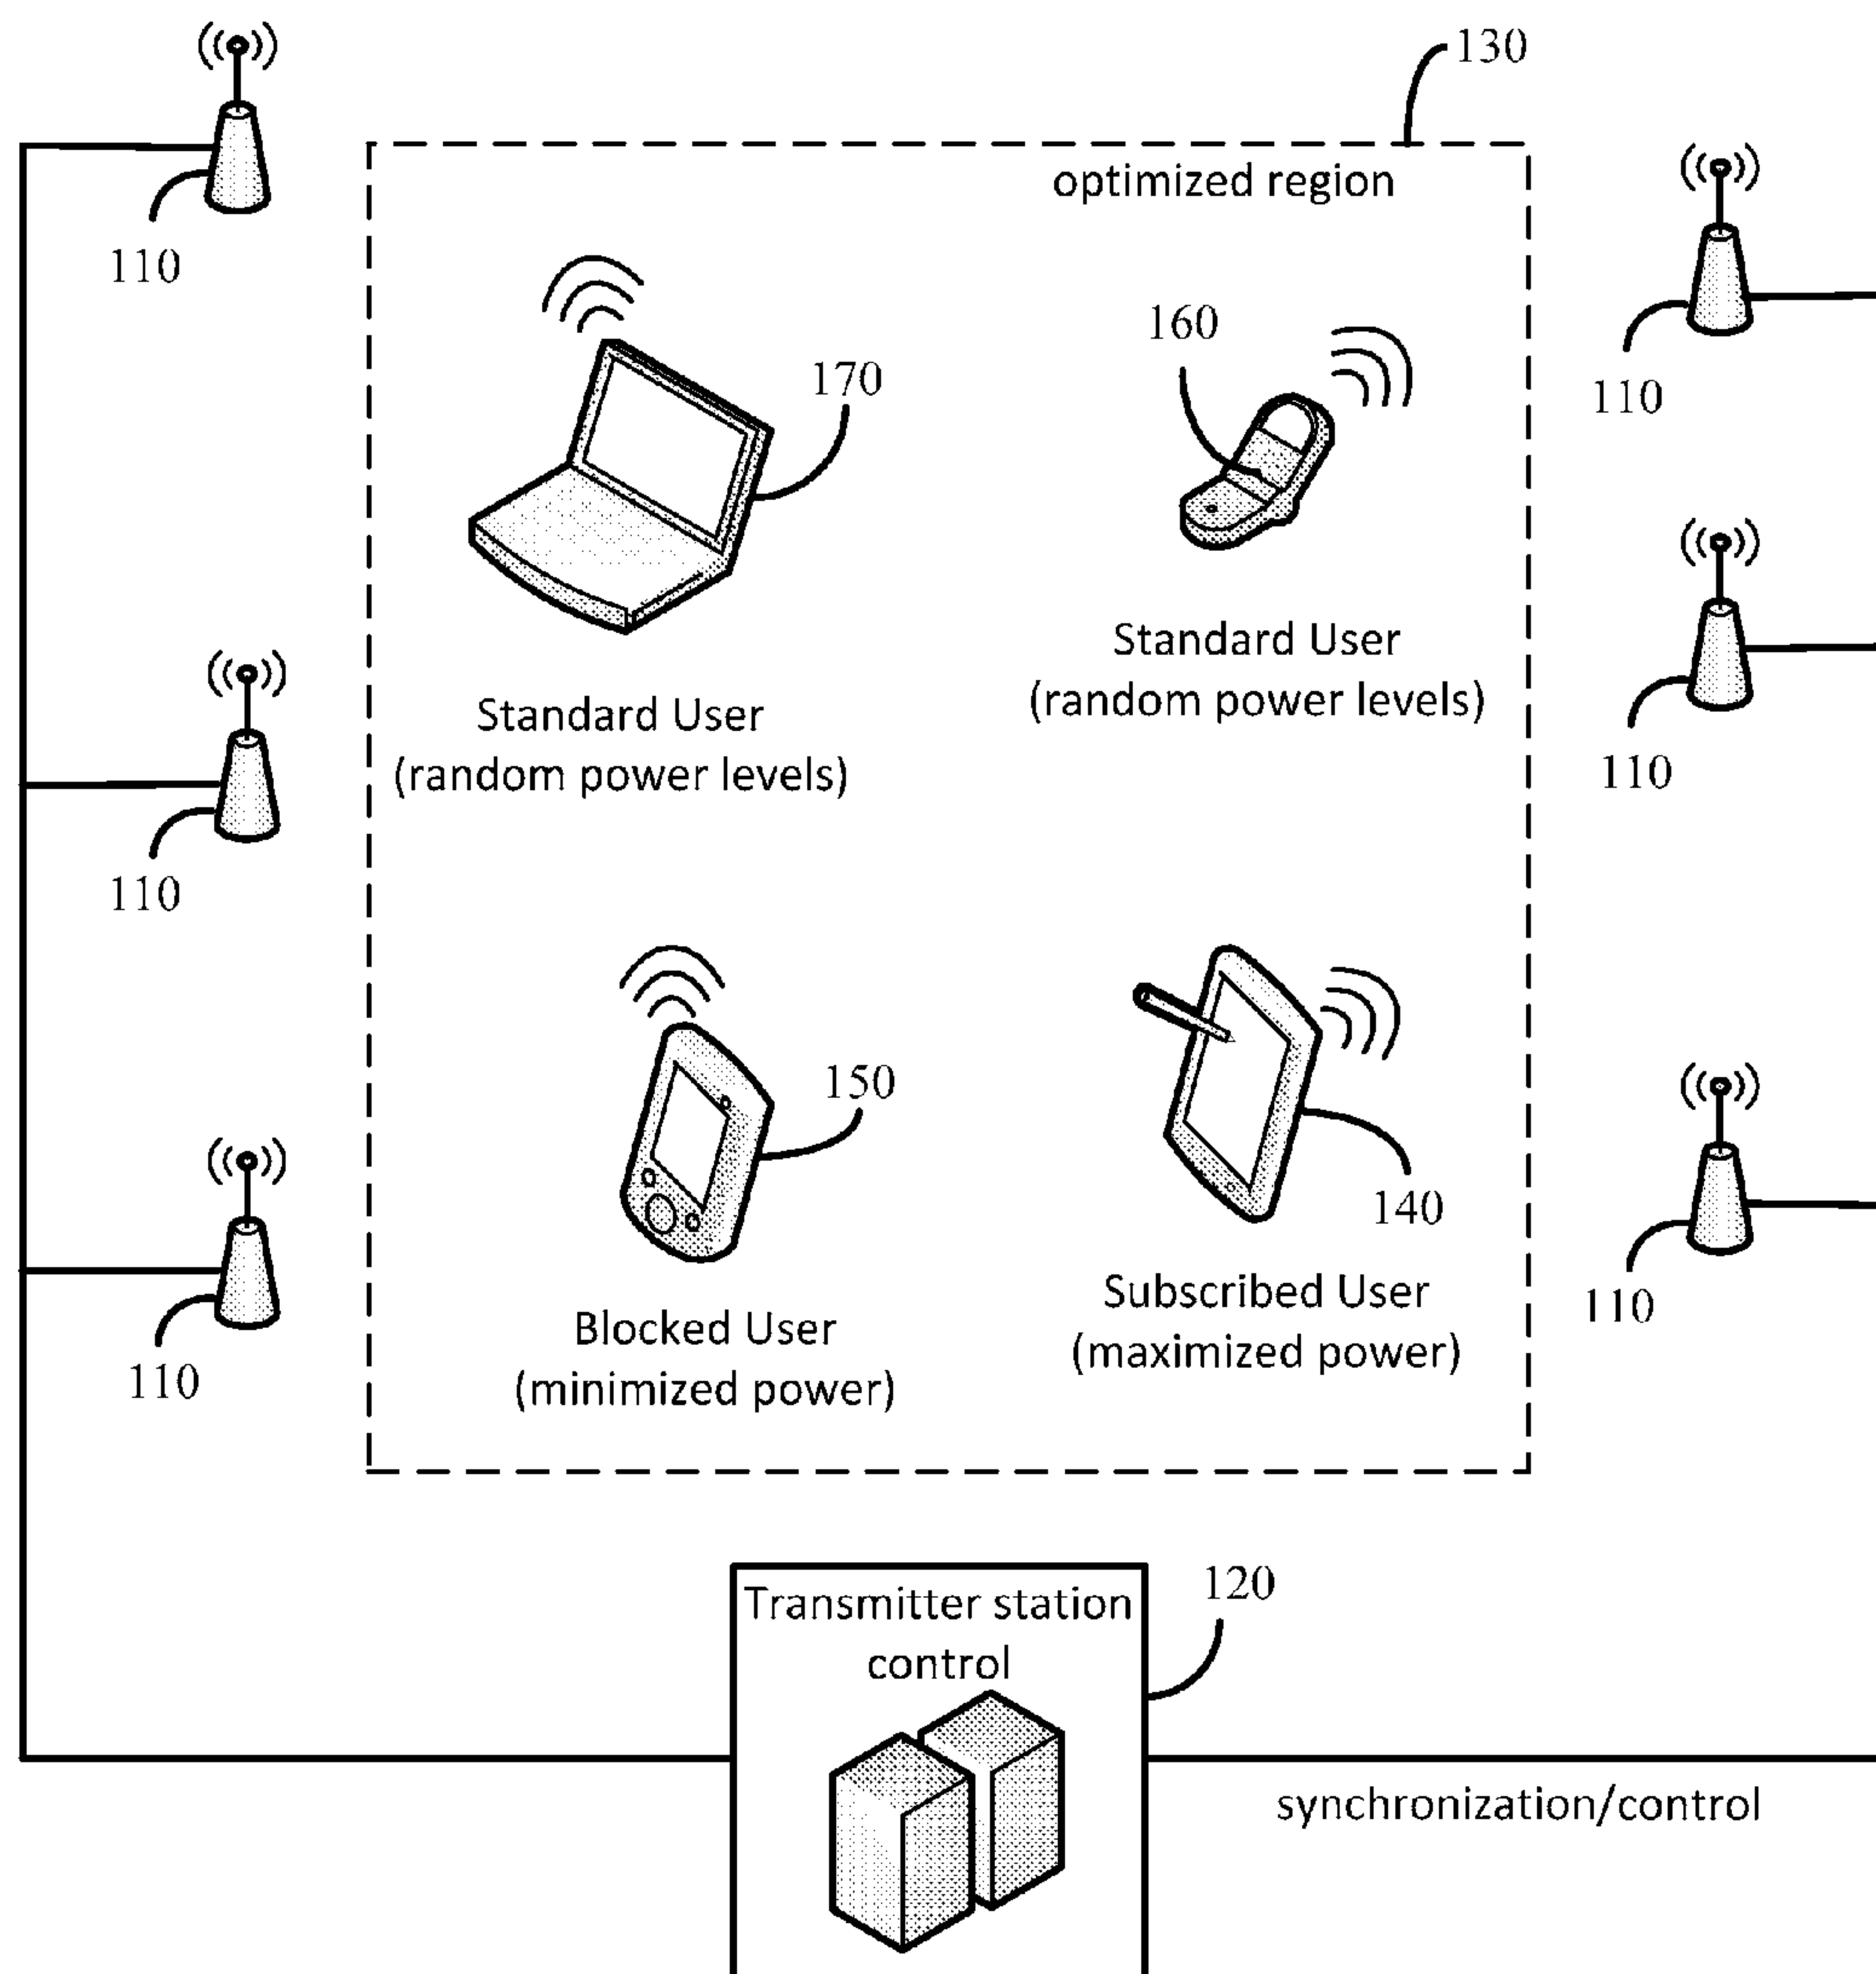 130
optimized region
110
160
170
110
Standard User
(random power levels)
Standard User
(random power levels)
110
110
150
140
Subscribed User
(maximized power)
110
Blocked User
(minimized power)
110
120
Transmitter station
control
synchronization/control